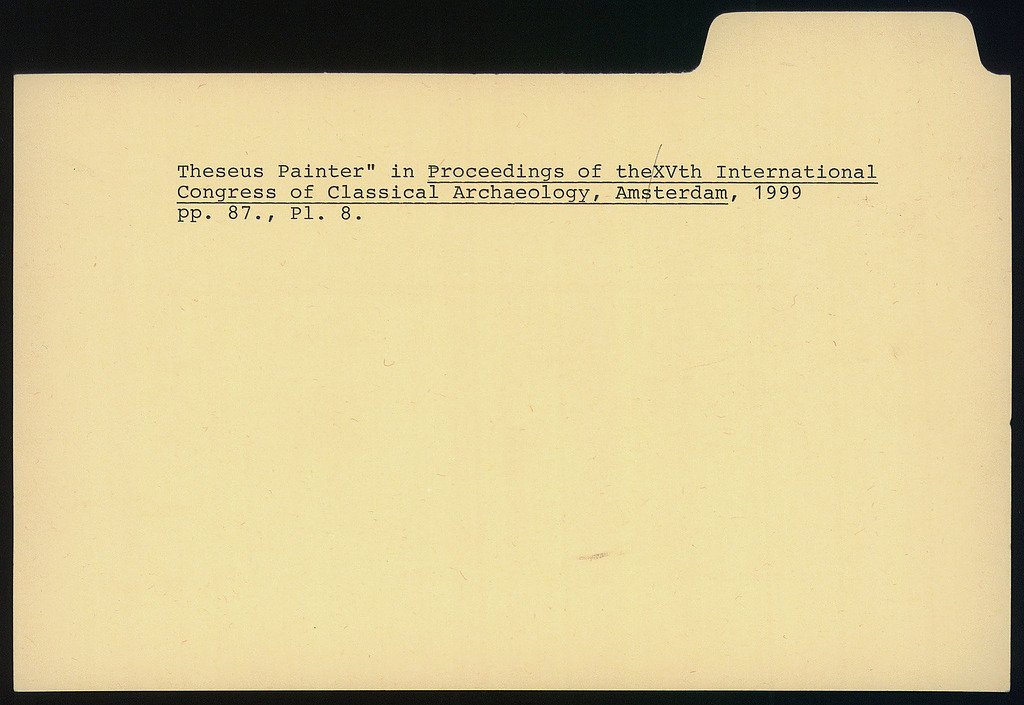 Theseus Painter" in Proceedings of theXVth International
Congress of Classical Archaeology, Amsterdam, 1999
pp. 87., Pl. 8.